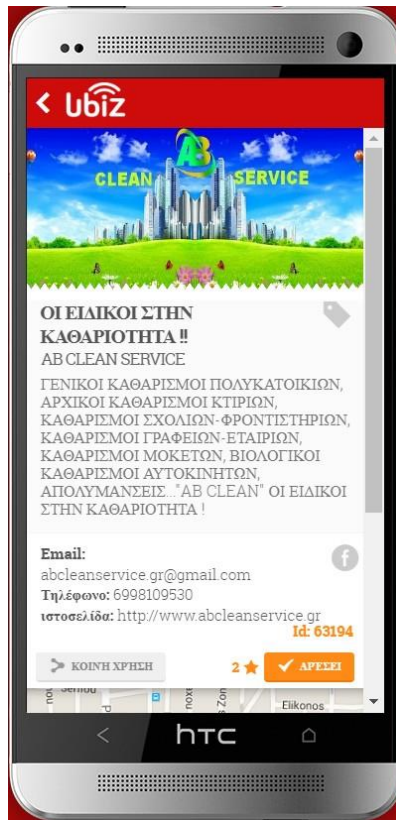 < ubiz
AB
CLEAN SERVICE
ΟΙ ΕΙΔΙΚΟΙ ΣΤΗΝ
ΚΑΘΑΡΙΟΤΗΤΑ !!
AB CLEAN SERVICE
ΓΕΝΙΚΟΙ ΚΑΘΑΡΙΣΜΟΙ ΠΟΛΥΚΑΤΟΙΚΙΩΝ,
ΑΡΧΙΚΟΙ ΚΑΘΑΡΙΣΜΟΙ ΚΤΙΡΙΩΝ,
ΚΑΘΑΡΙΣΜΟΙ ΣΧΟΛΙΩΝ-ΦΡΟΝΤΙΣΤΗΡΙΩΝ,
ΚΑΘΑΡΙΣΜΟΙ ΓΡΑΦΕΙΩΝ-ΕΤΑΙΡΙΩΝ,
ΚΑΘΑΡΙΣΜΟΙ ΜΟΚΕΤΩΝ, ΒΙΟΛΟΓΙΚΟΙ
ΚΑΘΑΡΙΣΜΟΙ ΑΥΤΟΚΙΝΗΤΩΝ,
ΑΠΟΛΥΜΑΝΣΕΙΣ..."AB CLEAN" ΟΙ ΕΙΔΙΚΟΙ
ΣΤΗΝ ΚΑΘΑΡΙΟΤΗΤΑ !
Email:
abcleanservice.gr@gmail.com
Τηλέφωνο: 6998109530
ιστοσελίδα: http://www.abcleanservice.gr
Id: 63194
ΚΟΙΝΗ ΧΡΉΣΗ 2 ΑΡΈΣΕΙ
Elikonos
hTC